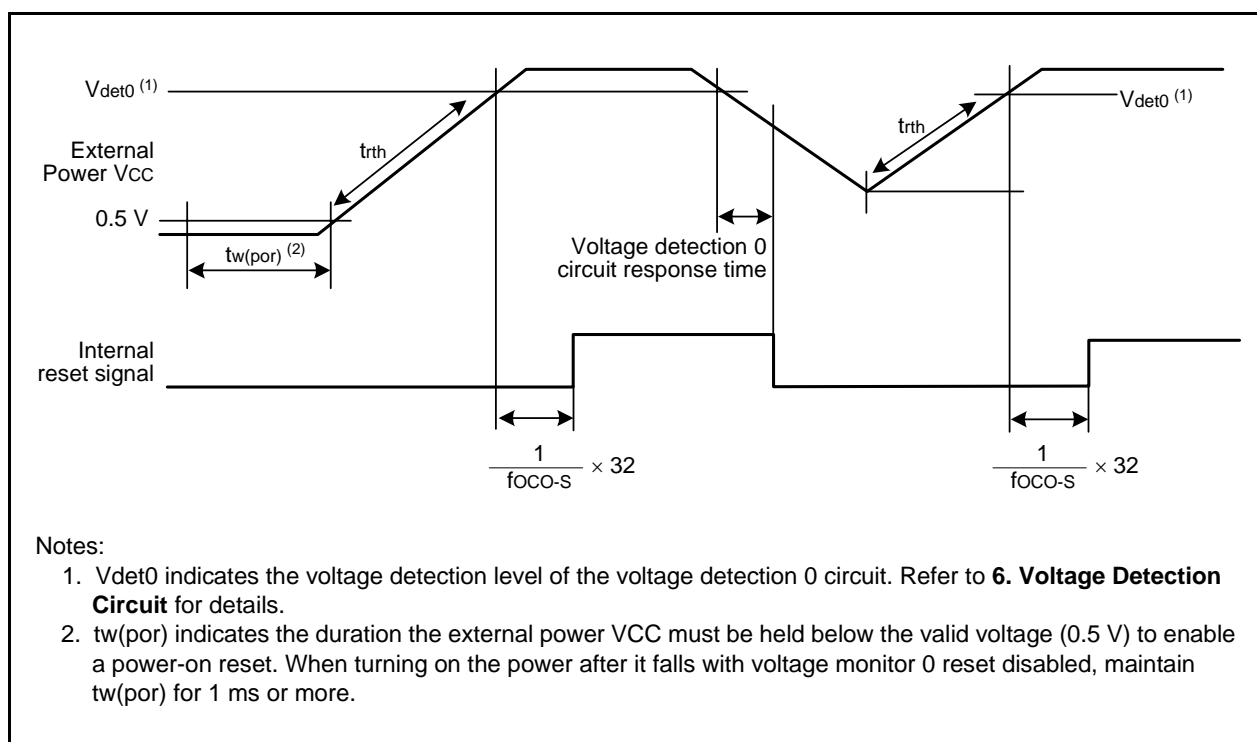 Vdet0 (1)
External
Power VCC
0.5 V
trth
tw(por) (2)
Voltage detection 0
circuit response time
trth
Vdet0 (1)
Internal
reset signal
1
fOCO-S
× 32
1
fOCO-S
× 32
Notes:
1. Vdet0 indicates the voltage detection level of the voltage detection 0 circuit. Refer to 6. Voltage Detection
Circuit for details.
2. tw(por) indicates the duration the external power VCC must be held below the valid voltage (0.5 V) to enable
a power-on reset. When turning on the power after it falls with voltage monitor 0 reset disabled, maintain
tw(por) for 1 ms or more.